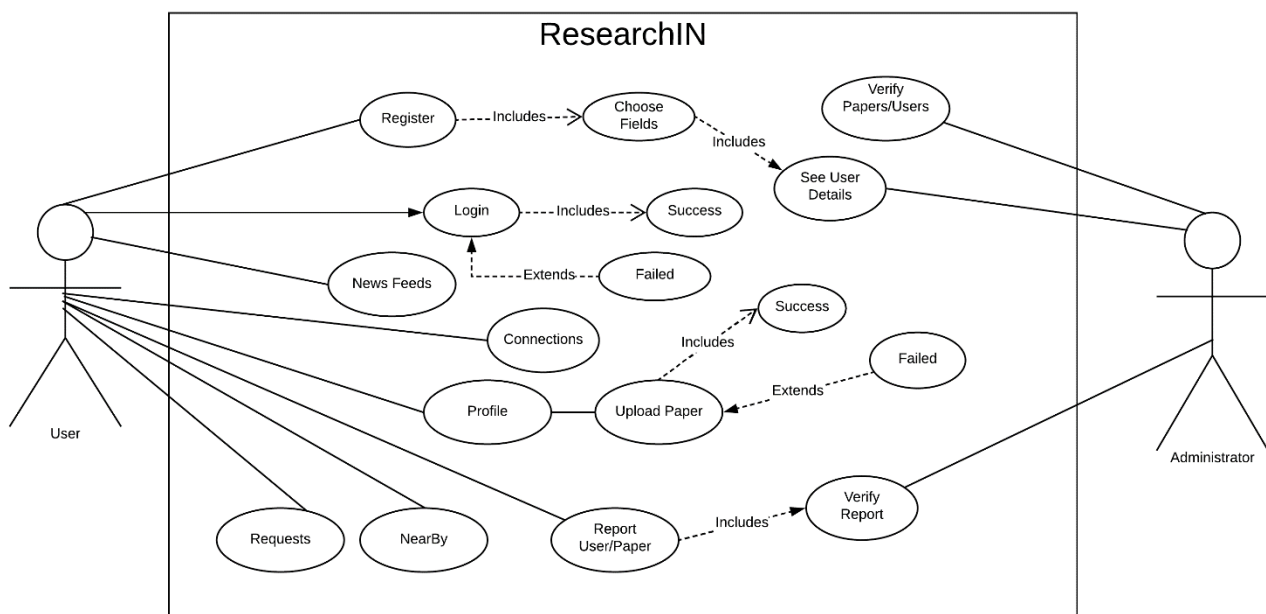 ResearchIN
Verify
Papers/Users
Register
Includes
Choose
Fields
Includes
See User
Details
Login
Includes
Success
News Feeds
Extends
Failed
Success
Connections
Includes
Failed
Extends
Profile
Upload Paper
User
Administrator
Verify
Report
Includes
Requests
NearBy
Report
User/Paper